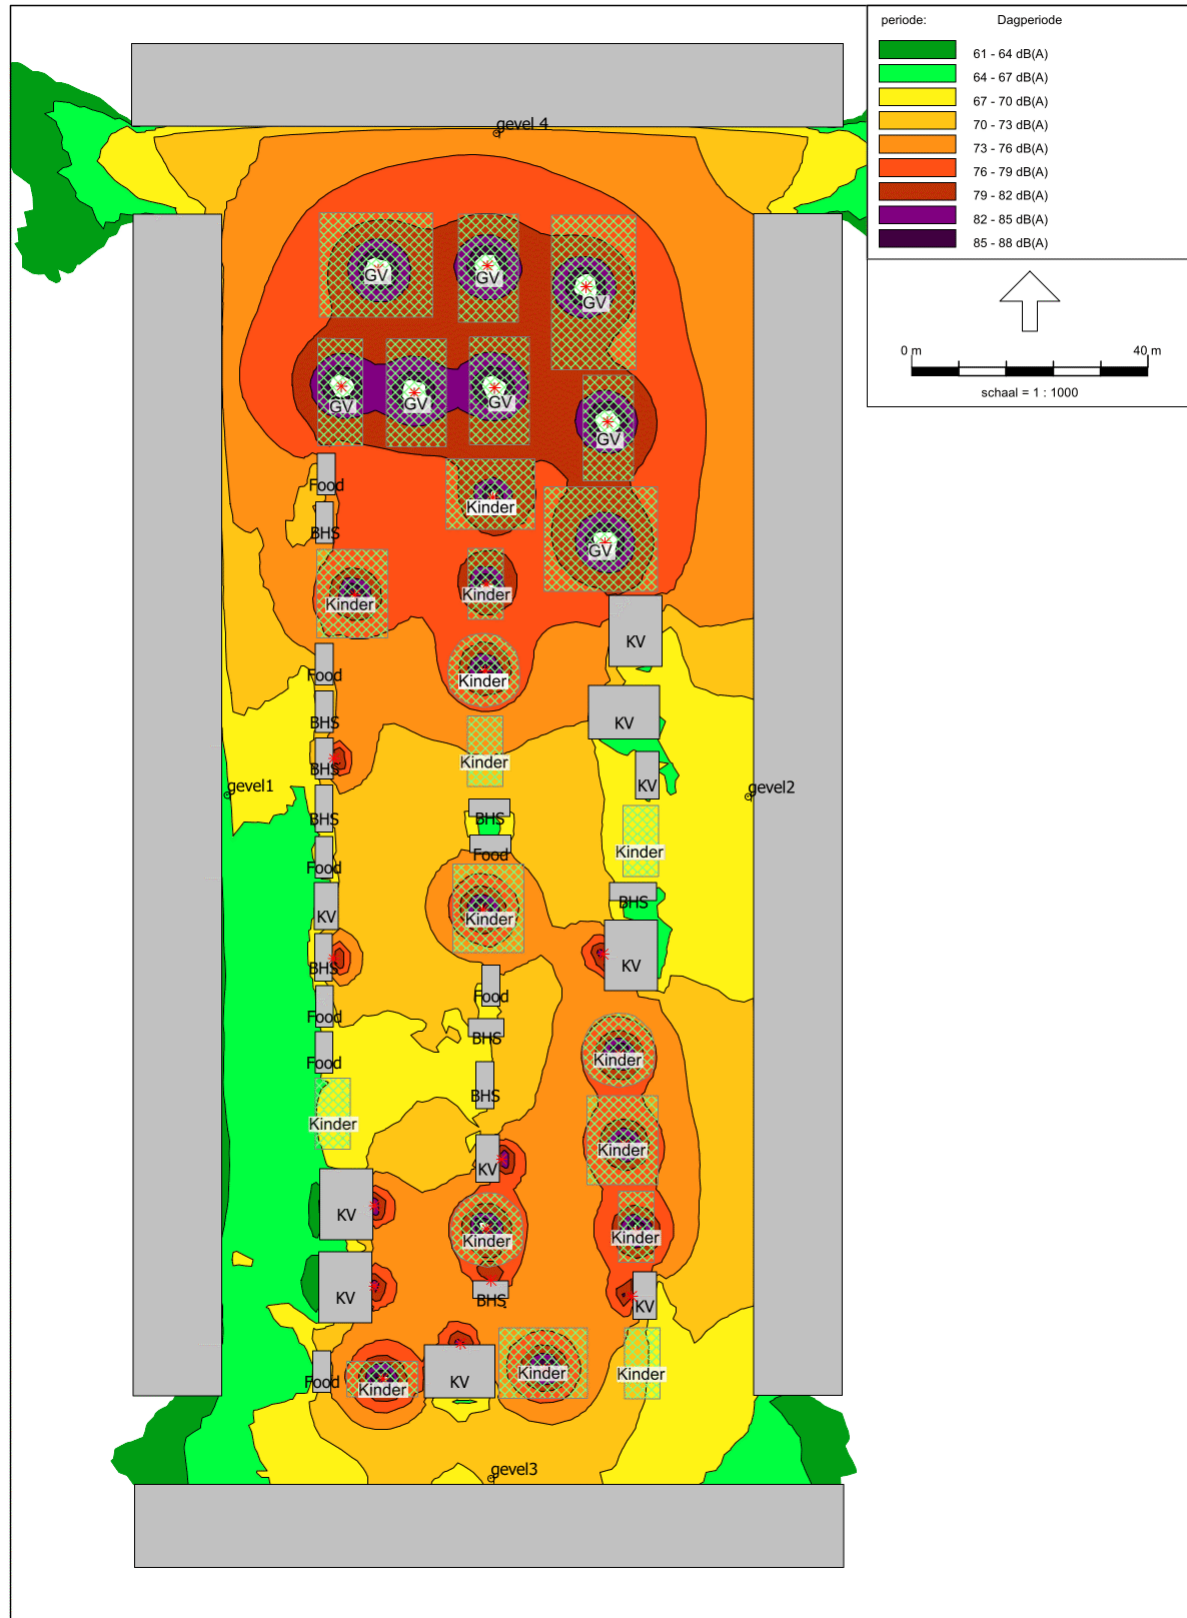 periode: Dagperiode
61 - 64 dB(A)
64 - 67 dB(A)
67 - 70 dB(A)
70 - 73 dB(A)
73 - 76 dB(A)
76 - 79 dB(A)
79 - 82 dB(A)
82 - 85 dB(A)
85 - 88 dB(A)
0 m 40 m
schaal = 1 : 1000
gevel 4
GV GV GV
GV GV GV
GV
Food
Kinder
BHS
GV
Kinder Kinder
KV
Food Kinder
BHS KV
BHS Kinder
KV
gevel1 gevel2
BHS BHS
Food Food Kinder
KV Kinder BHS
BHS KV
Food Food
BHS
Food Kinder
BHS
Kinder Kinder
KV
KV Kinder Kinder
KV BHS KV
Food Kinder KV Kinder Kinder
gevel3